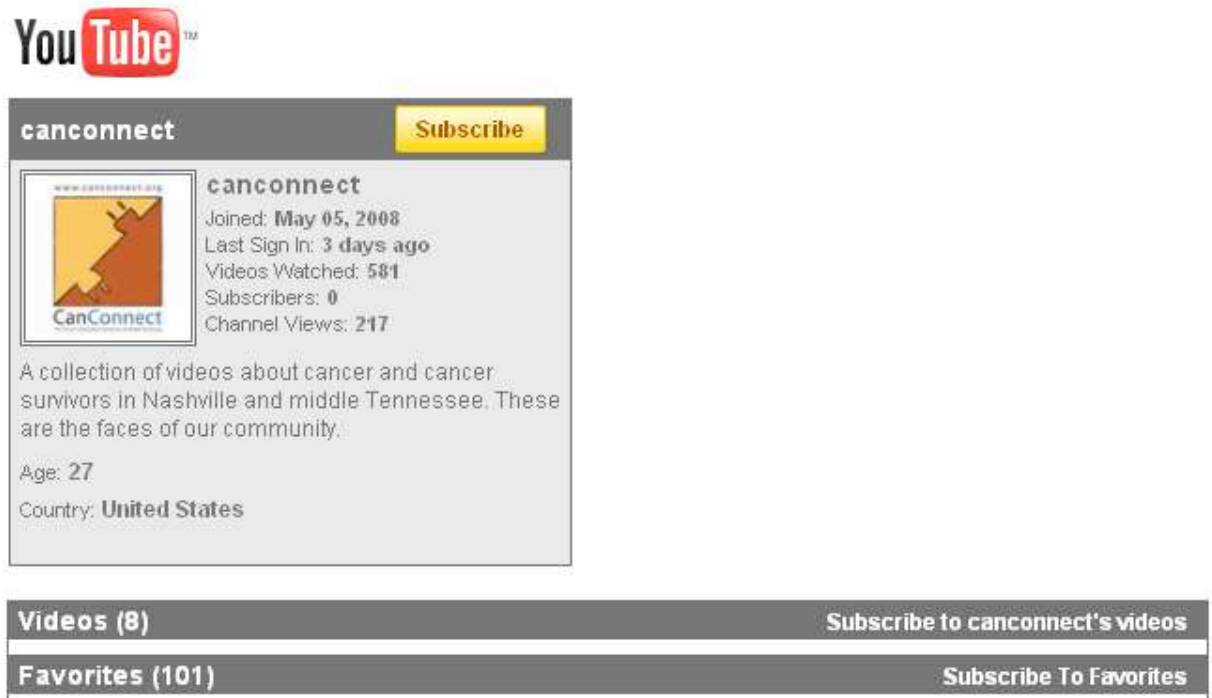 YouTube™
canconnect
Subscribe
www.canconnect.org
CanConnect
canconnect
Joined: May 05, 2008
Last Sign In: 3 days ago
Videos Watched: 581
Subscribers: 0
Channel Views: 217
A collection of videos about cancer and cancer
survivors in Nashville and middle Tennessee. These
are the faces of our community.
Age: 27
Country: United States
Videos (8)
Subscribe to canconnect's videos
Favorites (101)
Subscribe To Favorites